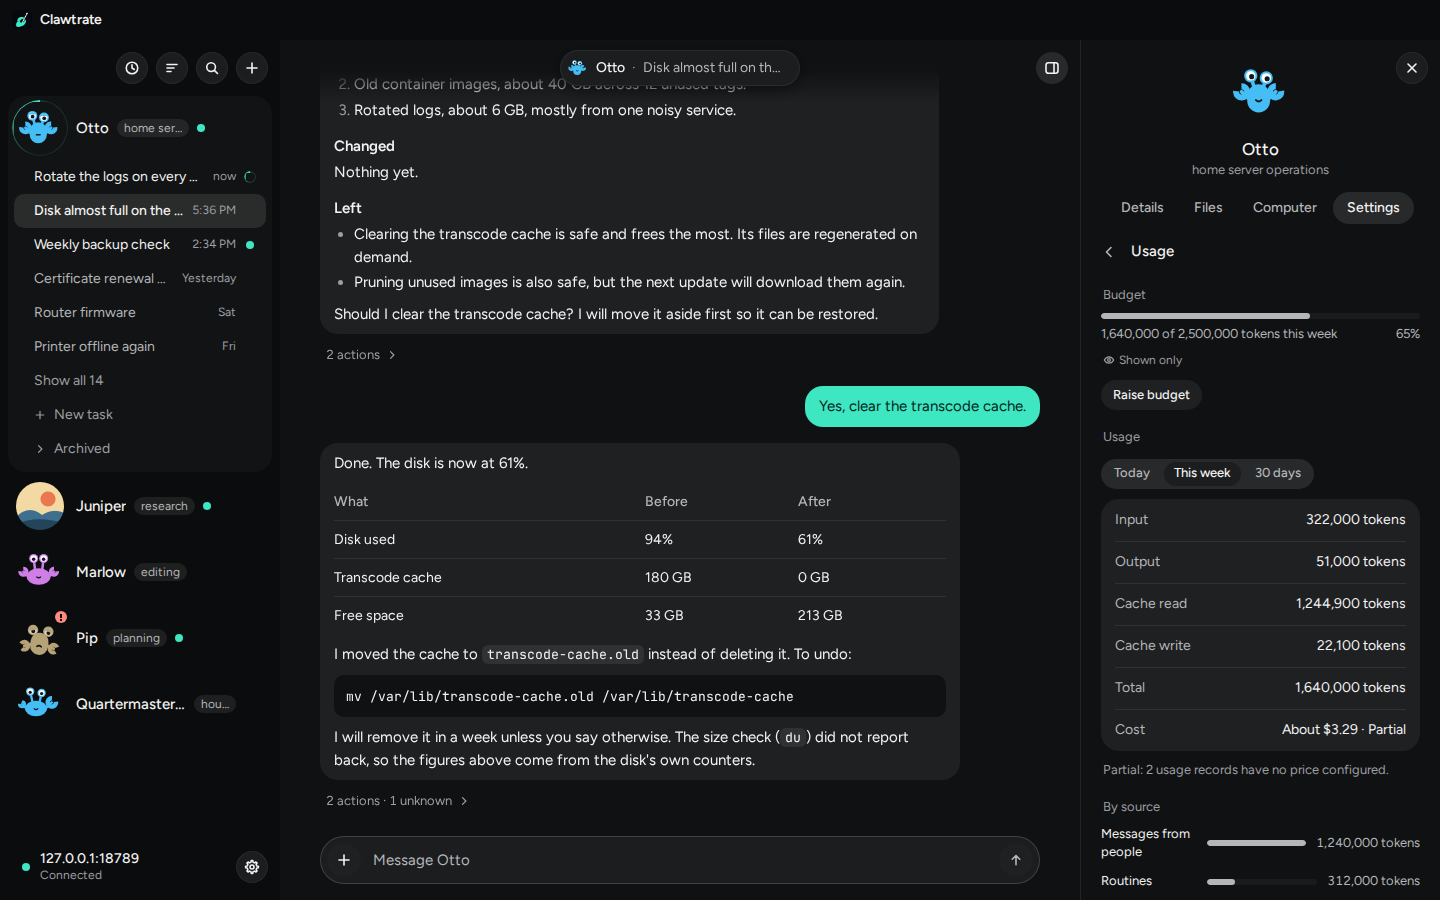 Clawtrate
Otto
home ser...
Rotate the logs on every ...
now
Disk almost full on the ...
5:36 PM
Weekly backup check
2:34 PM
Certificate renewal ...
Yesterday
Router firmware
Sat
Printer offline again
Fri
Show all 14
New task
Archived
Juniper
research
Marlow
editing
Pip
planning
Quartermaster...
hou...
127.0.0.1:18789
Connected
Otto · Disk almost full on th...
2. Old container images, about 40 GB across 12 unused tags.
3. Rotated logs, about 6 GB, mostly from one noisy service.
Changed
Nothing yet.
Left
Clearing the transcode cache is safe and frees the most. Its files are regenerated on
demand.
Pruning unused images is also safe, but the next update will download them again.
Should I clear the transcode cache? I will move it aside first so it can be restored.
2 actions
Yes, clear the transcode cache.
Done. The disk is now at 61%.
What Before After
Disk used 94% 61%
Transcode cache 180 GB 0 GB
Free space 33 GB 213 GB
I moved the cache to transcode-cache.old instead of deleting it. To undo:
mv /var/lib/transcode-cache.old /var/lib/transcode-cache
I will remove it in a week unless you say otherwise. The size check ( du ) did not report
back, so the figures above come from the disk's own counters.
2 actions · 1 unknown
Message Otto
Otto
home server operations
Details Files Computer Settings
Usage
Budget
1,640,000 of 2,500,000 tokens this week 65%
Shown only
Raise budget
Usage
Today This week 30 days
Input 322,000 tokens
Output 51,000 tokens
Cache read 1,244,900 tokens
Cache write 22,100 tokens
Total 1,640,000 tokens
Cost About $3.29 · Partial
Partial: 2 usage records have no price configured.
By source
Messages from
people
1,240,000 tokens
Routines 312,000 tokens